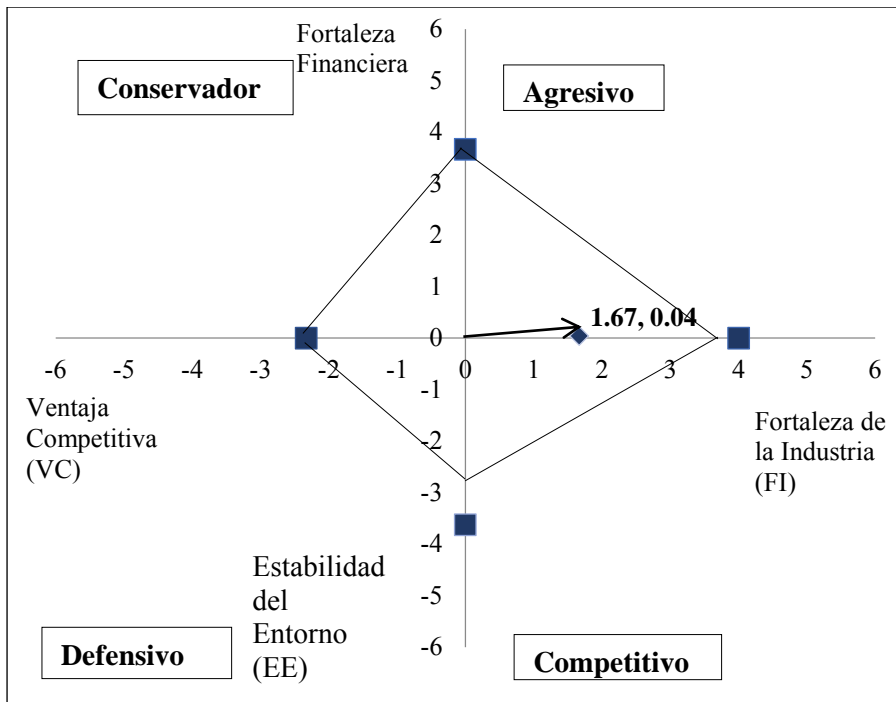 6
Fortaleza
Financiera
Conservador
Agresivo
5
4
3
2
1
1.67, 0.04
0
-6 -5 -4 -3 -2 -1 0 1 2 3 4 5 6
-1
Ventaja
Competitiva
(VC)
Fortaleza de
la Industria
(FI)
-2
-3
-4
Estabilidad
del
Entorno
(EE)
-5
-6
Defensivo
Competitivo